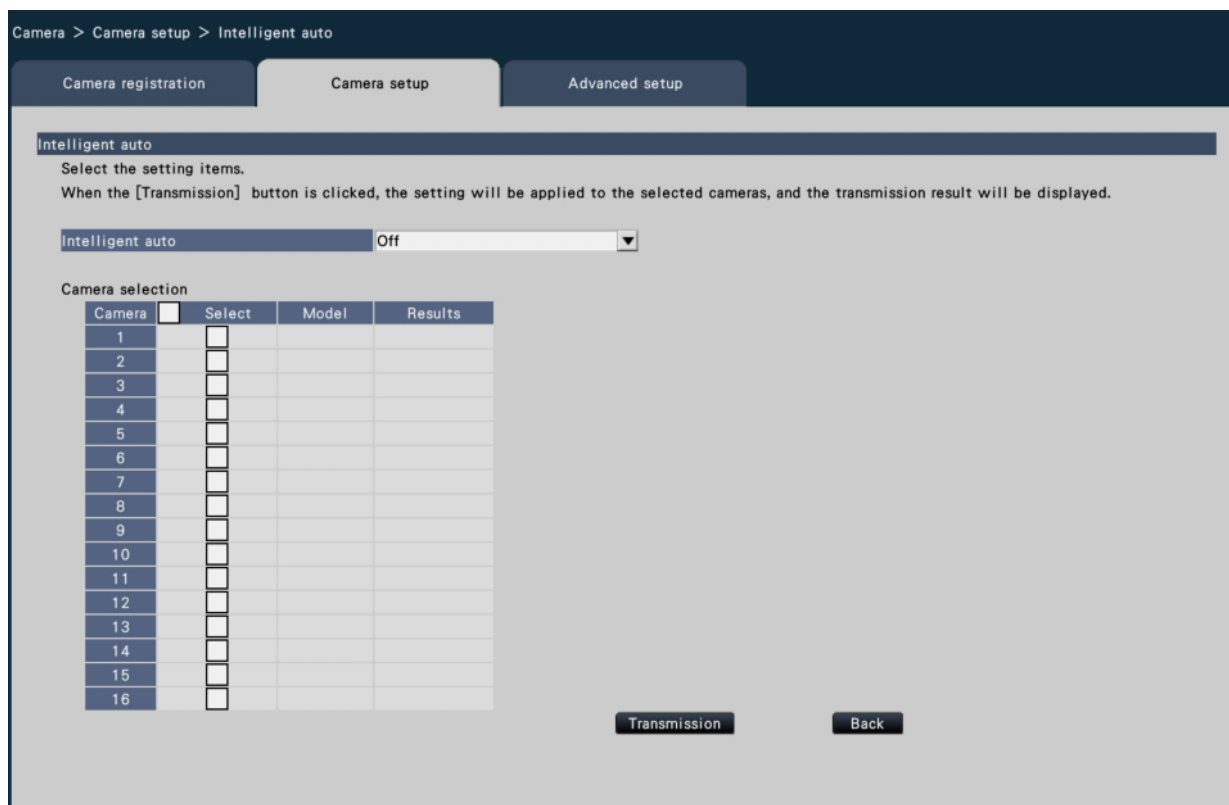 Camera > Camera setup > Intelligent auto
Camera registration Camera setup Advanced setup
Intelligent auto
Select the setting items.
When the [Transmission] button is clicked, the setting will be applied to the selected cameras, and the transmission result will be displayed.
Intelligent auto Off
Camera selection
Camera Select Model Results
1
2
3
4
5
6
7
8
9
10
11
12
13
14
15
16
Transmission Back